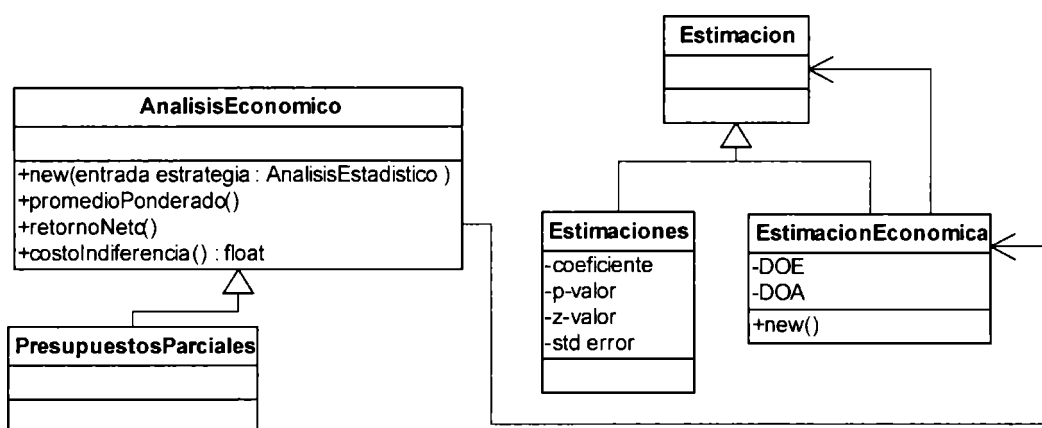 Estimacion
AnalisisEconomico
+new(entrada estrategia : AnalisisEstadistico )
+promedioPonderado()
+retornoNeto()
+costoIndiferencia() : float
Estimaciones
-coeficiente
-p-valor
-z-valor
-std error
EstimacionEconomica
-DOE
-DOA
+new()
PresupuestosParciales